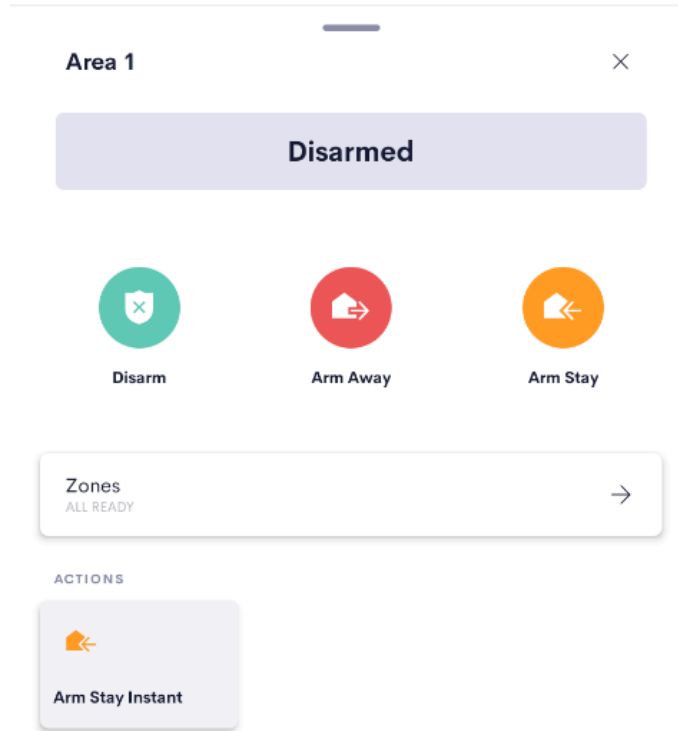 Area 1
Disarmed
Disarm
Arm Away
Arm Stay
Zones
ALL READY
ACTIONS
Arm Stay Instant